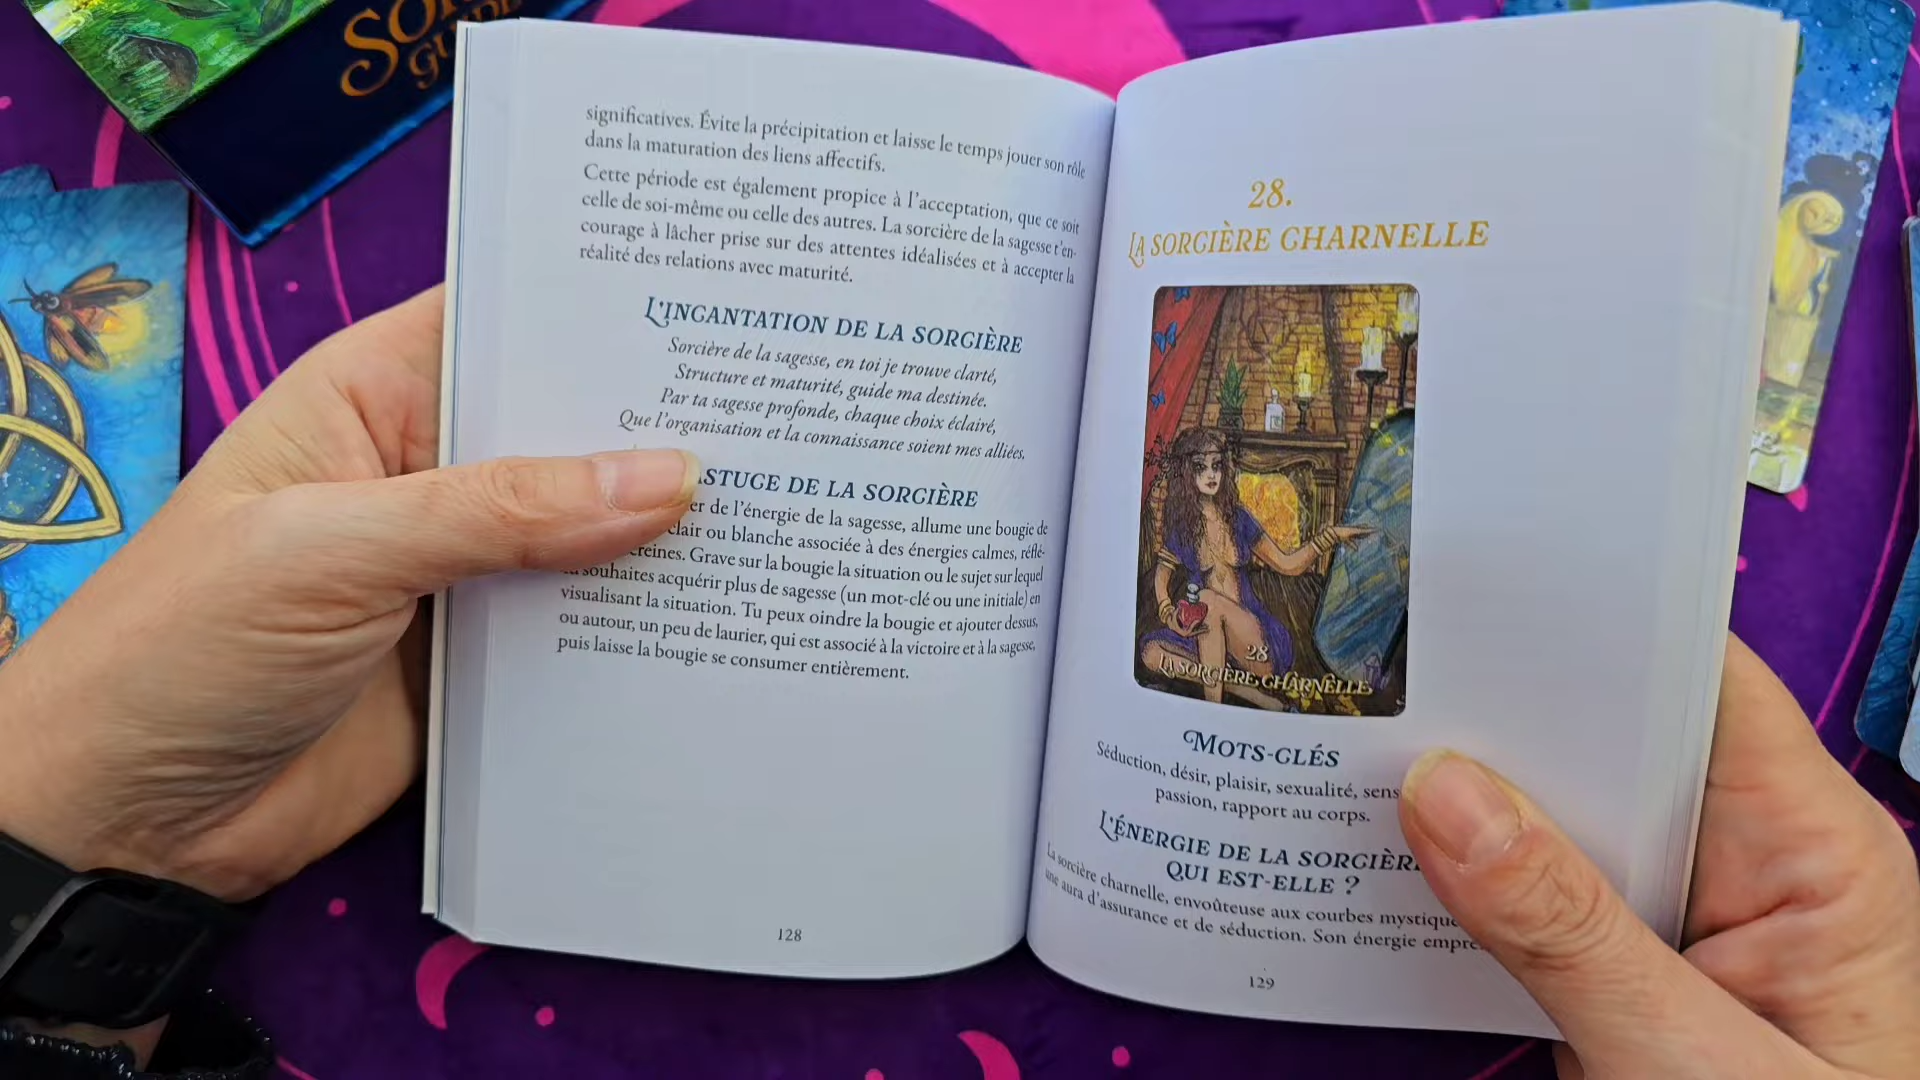 SOR
GUIDE
significatives. Évite la précipitation et laisse le temps jouer son rôle
dans la maturation des liens affectifs.
Cette période est également propice à l'acceptation, que ce soit
celle de soi-même ou celle des autres. La sorcière de la sagesse t'en-
courage à lâcher prise sur des attentes idéalisées et à accepter la
réalité des relations avec maturité.
L'INCANTATION DE LA SORCIÈRE
Sorcière de la sagesse, en toi je trouve clarté,
Structure et maturité, guide ma destinée.
Par ta sagesse profonde, chaque choix éclairé,
Que l'organisation et la connaissance soient mes alliées.
ASTUCE DE LA SORCIÈRE
er de l'énergie de la sagesse, allume une bougie de
clair ou blanche associée à des énergies calmes, réflé-
ereines. Grave sur la bougie la situation ou le sujet sur lequel
souhaites acquérir plus de sagesse (un mot-clé ou une initiale) en
visualisant la situation. Tu peux oindre la bougie et ajouter dessus,
ou autour, un peu de laurier, qui est associé à la victoire et à la sagesse,
puis laisse la bougie se consumer entièrement.
128
28.
LA SORCIÈRE CHARNELLE
28
LA SORCIÈRE CHARNELLE
MOTS-CLÉS
Séduction, désir, plaisir, sexualité, sens
passion, rapport au corps.
L'ÉNERGIE DE LA SORCIÈRE
QUI EST-ELLE ?
La sorcière charnelle, envoûteuse aux courbes mystique
une aura d'assurance et de séduction. Son énergie empre
129